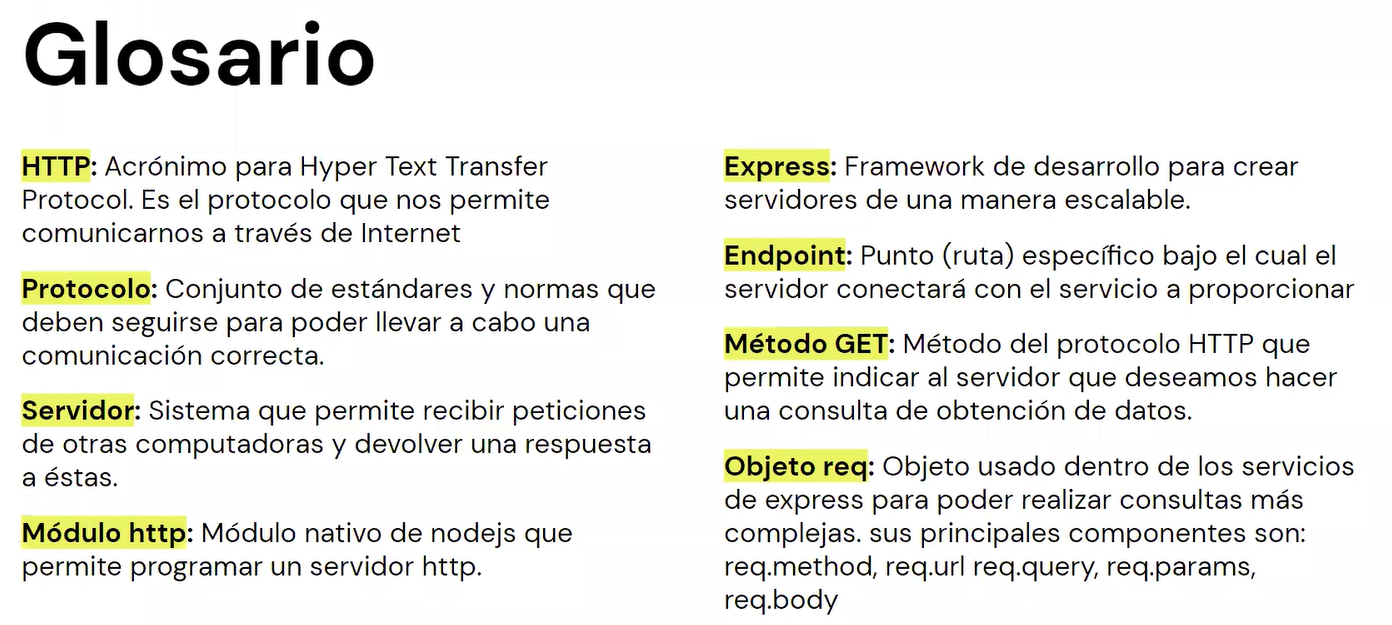 Glosario
HTTP: Acrónimo para Hyper Text Transfer
Protocol. Es el protocolo que nos permite
comunicarnos a través de Internet
Protocolo: Conjunto de estándares y normas que
deben seguirse para poder llevar a cabo una
comunicación correcta.
Servidor: Sistema que permite recibir peticiones
de otras computadoras y devolver una respuesta
a éstas.
Módulo http: Módulo nativo de nodejs que
permite programar un servidor http.
Express: Framework de desarrollo para crear
servidores de una manera escalable.
Endpoint: Punto (ruta) específico bajo el cual el
servidor conectará con el servicio a proporcionar
Método GET: Método del protocolo HTTP que
permite indicar al servidor que deseamos hacer
una consulta de obtención de datos.
Objeto req: Objeto usado dentro de los servicios
de express para poder realizar consultas más
complejas. sus principales componentes son:
req.method, req.url req.query, req.params,
req.body